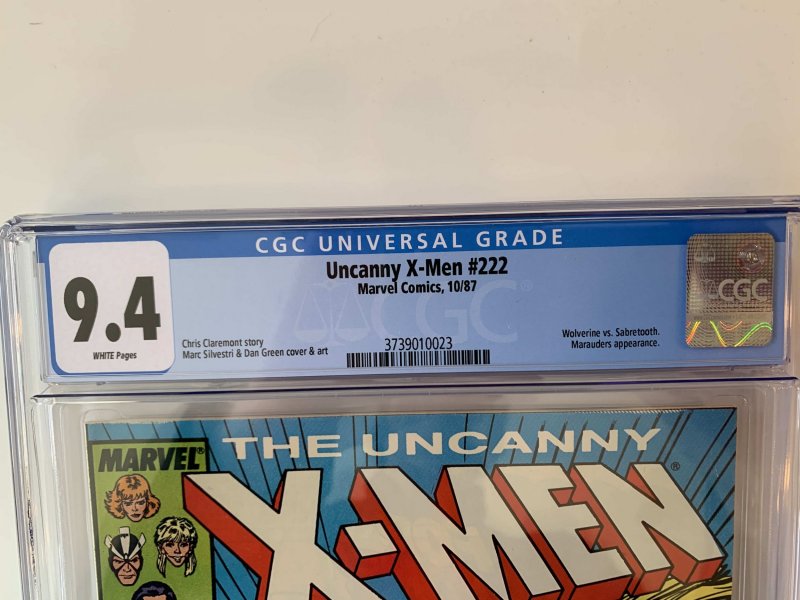 CGC UNIVERSAL GRADE
9.4
WHITE Pages
Uncanny X-Men #222
Marvel Comics, 10/87
Chris Claremont story
Marc Silvestri & Dan Green cover & art
3739010023
Wolverine vs. Sabretooth.
Marauders appearance.
CGC
CGC
MARVEL®
THE UNCANNY
X-MEN®